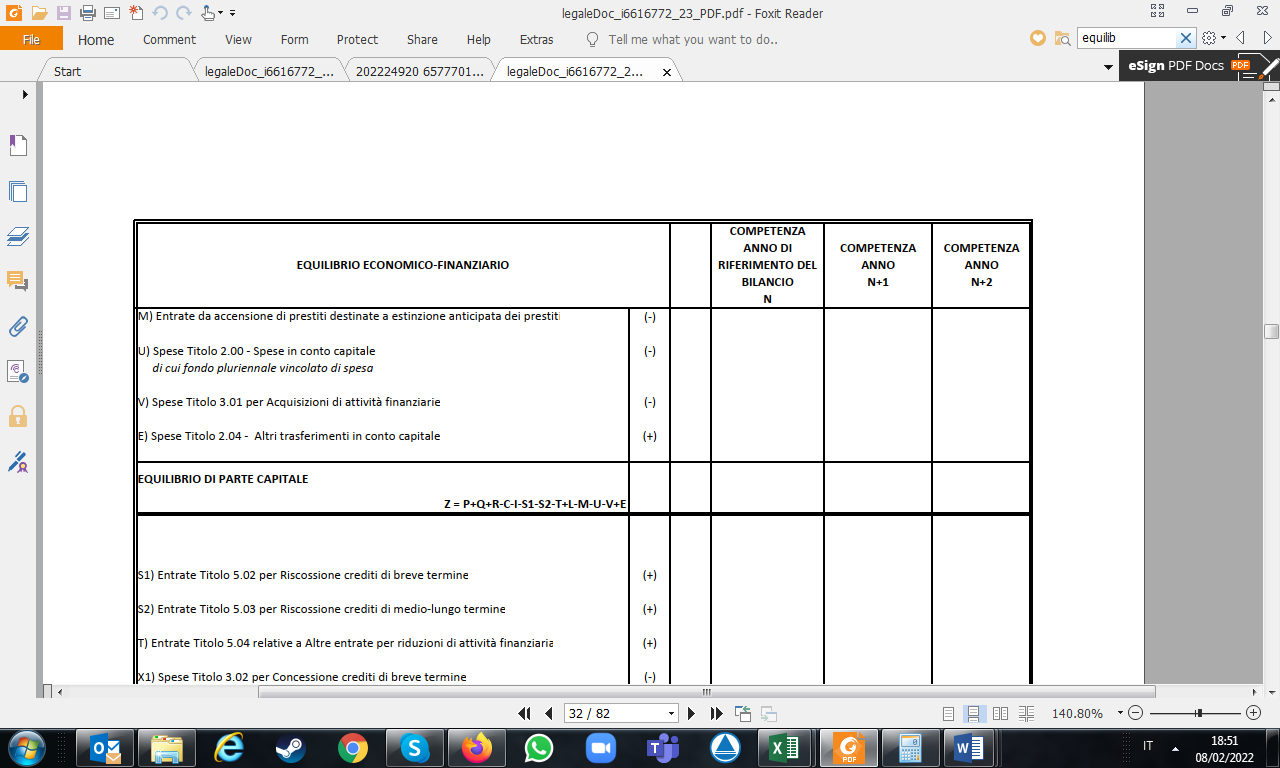 legaleDoc_i6616772_23_PDF.pdf - Foxit Reader
File
Home
Comment
View
Form
Protect
Share
Help
Extras
Tell me what you want to do..
equilib
Start
legaleDoc_i6616772_...
202224920 6577701...
legaleDoc_i6616772_2...
eSign PDF Docs
PDF
EQUILIBRIO ECONOMICO-FINANZIARIO
COMPETENZA
ANNO DI
RIFERIMENTO DEL
BILANCIO
N
COMPETENZA
ANNO
N+1
COMPETENZA
ANNO
N+2
M) Entrate da accensione di prestiti destinate a estinzione anticipata dei prestiti (-)
U) Spese Titolo 2.00 - Spese in conto capitale (-)
di cui fondo pluriennale vincolato di spesa
V) Spese Titolo 3.01 per Acquisizioni di attività finanziarie (-)
E) Spese Titolo 2.04 - Altri trasferimenti in conto capitale (+)
EQUILIBRIO DI PARTE CAPITALE
Z = P+Q+R-C-I-S1-S2-T+L-M-U-V+E
S1) Entrate Titolo 5.02 per Riscossione crediti di breve termine (+)
S2) Entrate Titolo 5.03 per Riscossione crediti di medio-lungo termine (+)
T) Entrate Titolo 5.04 relative a Altre entrate per riduzioni di attività finanziaria (+)
X1) Spese Titolo 3.02 per Concessione crediti di breve termine (-)
32 / 82
140.80%
IT
18:51
08/02/2022